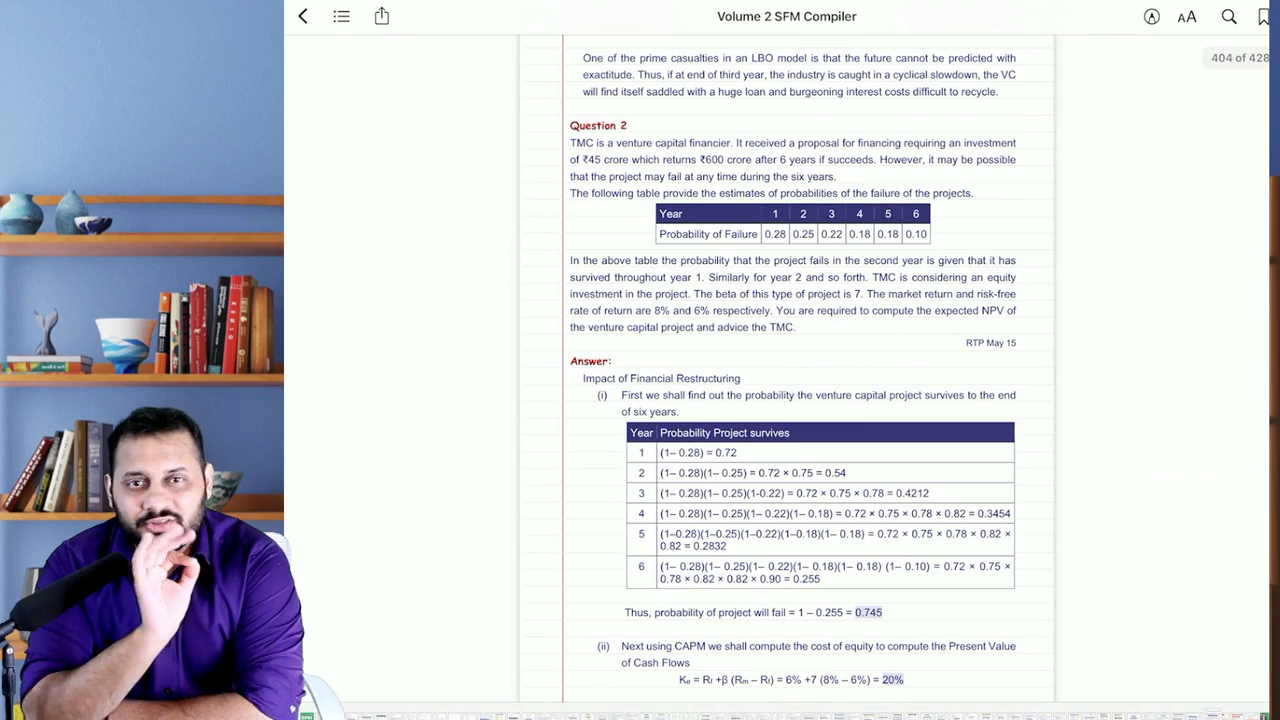 Volume 2 SFM Compiler
AA
404 of 428
One of the prime casualties in an LBO model is that the future cannot be predicted with
exactitude. Thus, if at end of third year, the industry is caught in a cyclical slowdown, the VC
will find itself saddled with a huge loan and burgeoning interest costs difficult to recycle.
Question 2
TMC is a venture capital financier. It received a proposal for financing requiring an investment
of ₹45 crore which returns ₹600 crore after 6 years if succeeds. However, it may be possible
that the project may fail at any time during the six years.
The following table provide the estimates of probabilities of the failure of the projects.
Year 1 2 3 4 5 6
Probability of Failure 0.28 0.25 0.22 0.18 0.18 0.10
In the above table the probability that the project fails in the second year is given that it has
survived throughout year 1. Similarly for year 2 and so forth. TMC is considering an equity
investment in the project. The beta of this type of project is 7. The market return and risk-free
rate of return are 8% and 6% respectively. You are required to compute the expected NPV of
the venture capital project and advice the TMC.
RTP May 15
Answer:
Impact of Financial Restructuring
(i) First we shall find out the probability the venture capital project survives to the end
of six years.
Year Probability Project survives
1 (1– 0.28) = 0.72
2 (1– 0.28)(1– 0.25) = 0.72 × 0.75 = 0.54
3 (1– 0.28)(1– 0.25)(1-0.22) = 0.72 × 0.75 × 0.78 = 0.4212
4 (1– 0.28)(1– 0.25)(1– 0.22)(1– 0.18) = 0.72 × 0.75 × 0.78 × 0.82 = 0.3454
5 (1–0.28)(1–0.25)(1–0.22)(1–0.18)(1– 0.18) = 0.72 × 0.75 × 0.78 × 0.82 ×
0.82 = 0.2832
6 (1– 0.28)(1– 0.25)(1– 0.22)(1– 0.18)(1– 0.18) (1– 0.10) = 0.72 × 0.75 ×
0.78 × 0.82 × 0.82 × 0.90 = 0.255
Thus, probability of project will fail = 1 – 0.255 = 0.745
(ii) Next using CAPM we shall compute the cost of equity to compute the Present Value
of Cash Flows
Ke = Rf +β (Rm – Rf) = 6% +7 (8% – 6%) = 20%